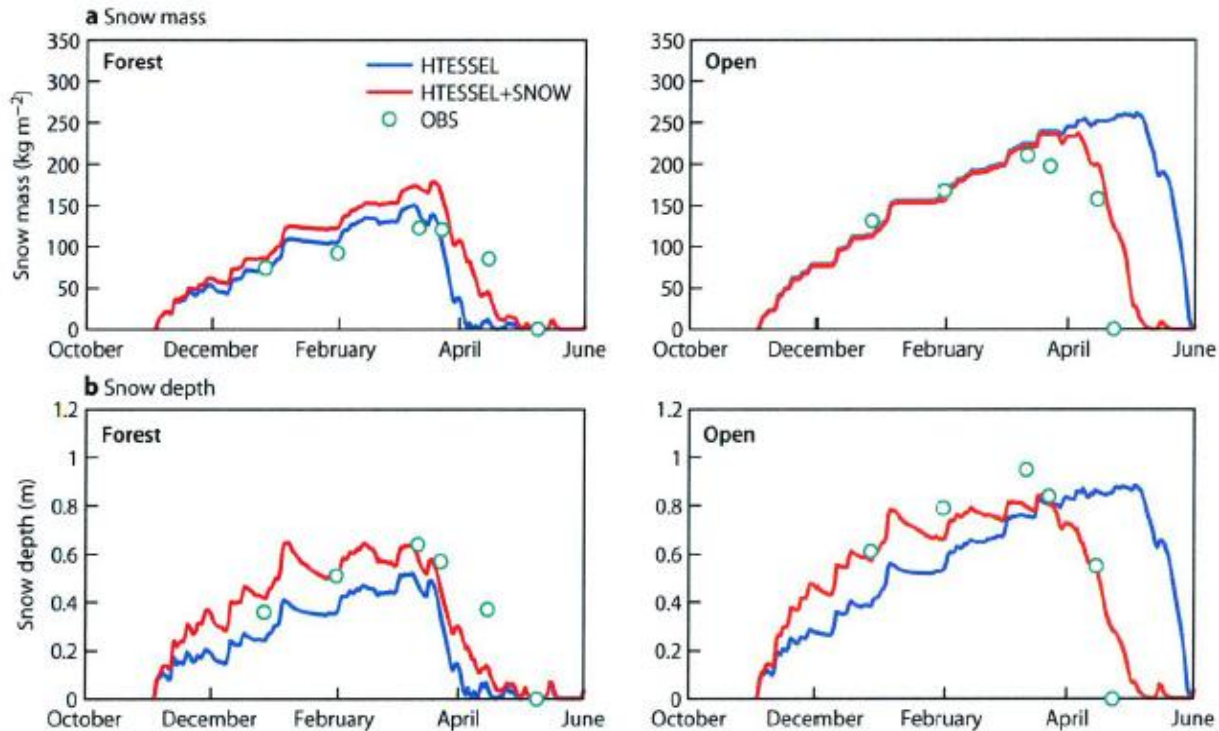 a Snow mass
Snow mass (kg m⁻²)
350
300
250
200
150
100
50
0
Forest
HTESSEL
HTESSEL+SNOW
OBS
October December February April June
350
300
250
200
150
100
50
0
Open
October December February April June
b Snow depth
Snow depth (m)
1.2
1
0.8
0.6
0.4
0.2
0
Forest
October December February April June
1.2
1
0.8
0.6
0.4
0.2
0
Open
October December February April June